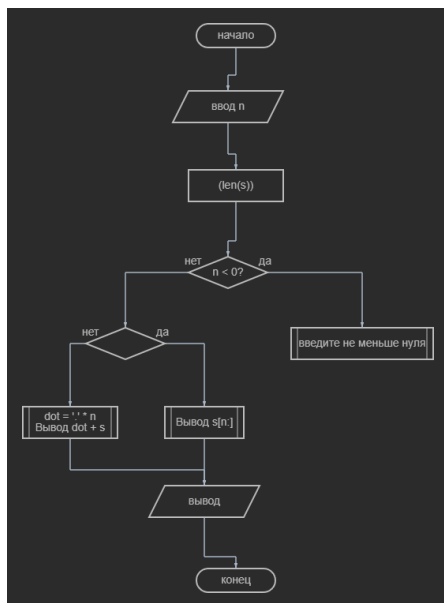 начало
ввод n
(len(s))
нет
да
n < 0?
нет
да
введите не меньше нуля
dot = '.' * n
Вывод dot + s
Вывод s[n:]
вывод
конец